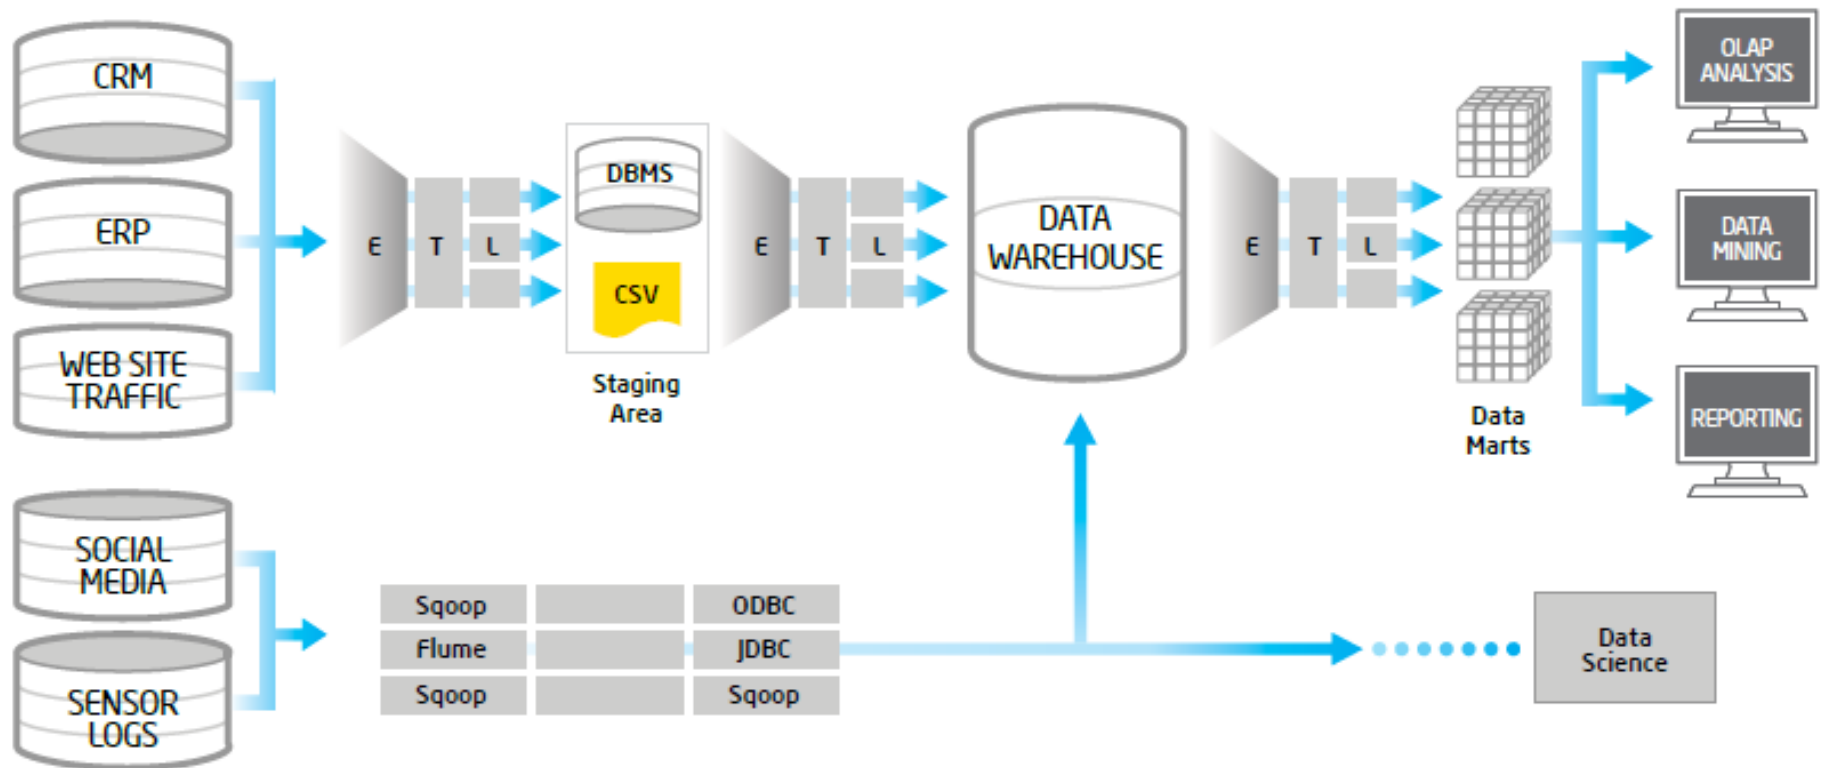 CRM
ERP
WEB SITE
TRAFFIC
E
T
L
DBMS
CSV
Staging
Area
E
T
L
DATA
WAREHOUSE
E
T
L
Data
Marts
OLAP
ANALYSIS
DATA
MINING
REPORTING
SOCIAL
MEDIA
SENSOR
LOGS
Sqoop
ODBC
Flume
JDBC
Sqoop
Sqoop
Data
Science